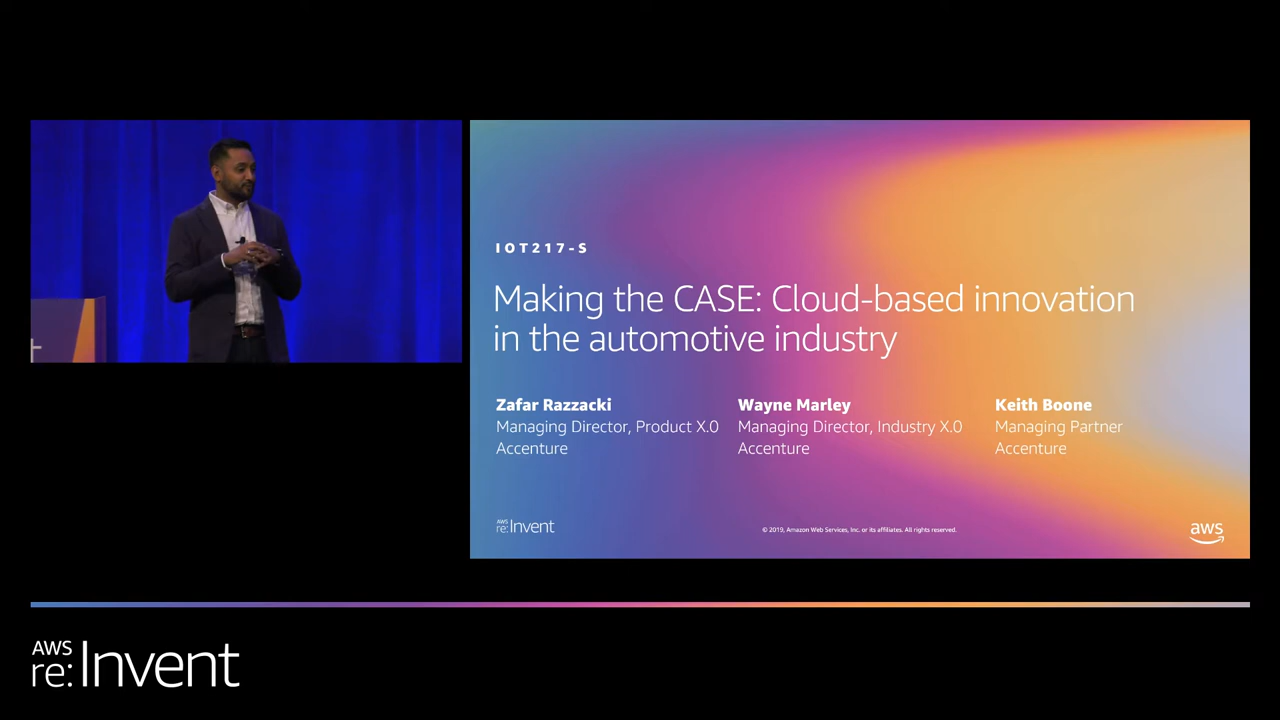 IOT217-S
Making the CASE: Cloud-based innovation
in the automotive industry
Zafar Razzacki
Managing Director, Product X.0
Accenture
Wayne Marley
Managing Director, Industry X.0
Accenture
Keith Boone
Managing Partner
Accenture
AWS
re:Invent
© 2019, Amazon Web Services, Inc. or its affiliates. All rights reserved.
aws
AWS
re:Invent